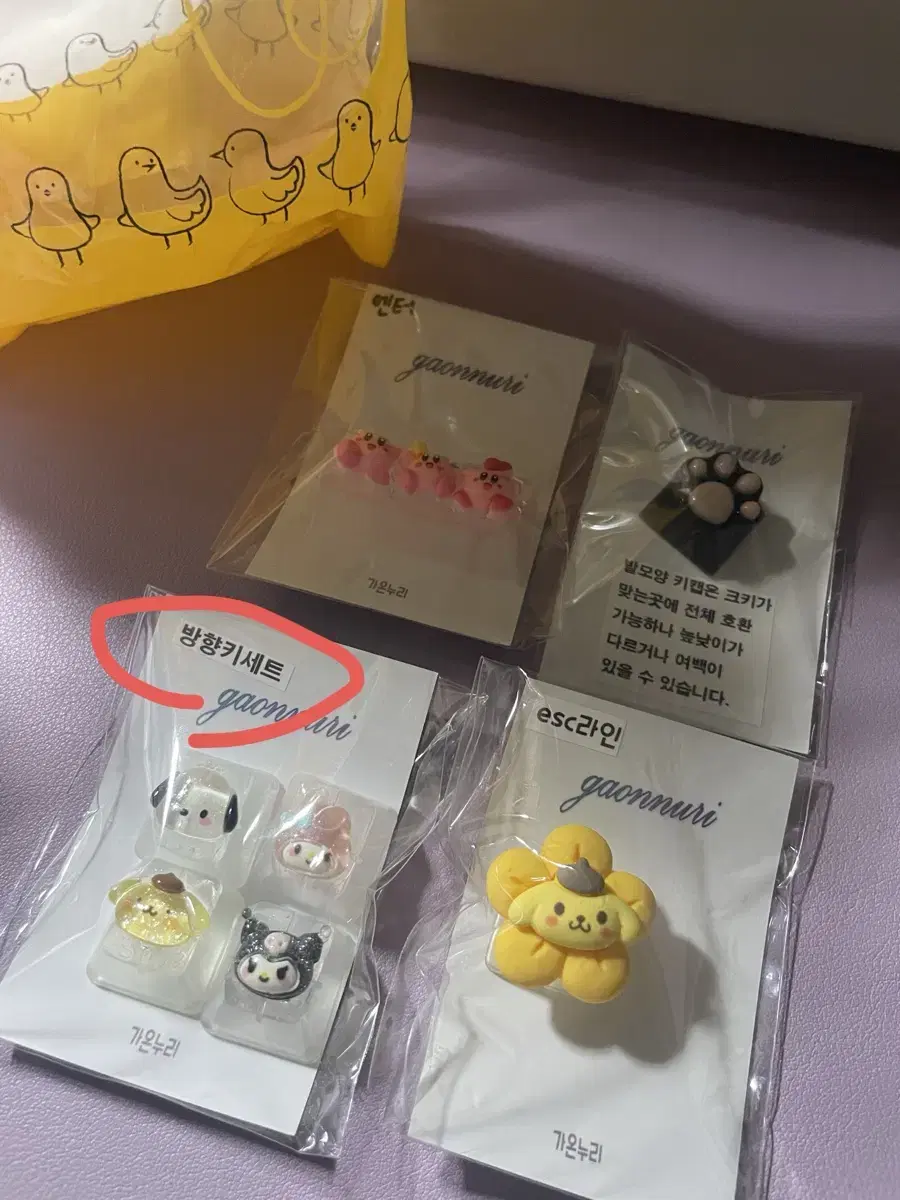 엔터
gaonnuri
가온누리
gaonnuri
발모양 키캡은 크키가
맞는곳에 전체 호환
가능하나 높낮이가
다르거나 여백이
있을 수 있습니다.
방향키세트
gaonnuri
가온누리
esc라인
gaonnuri
가온누리